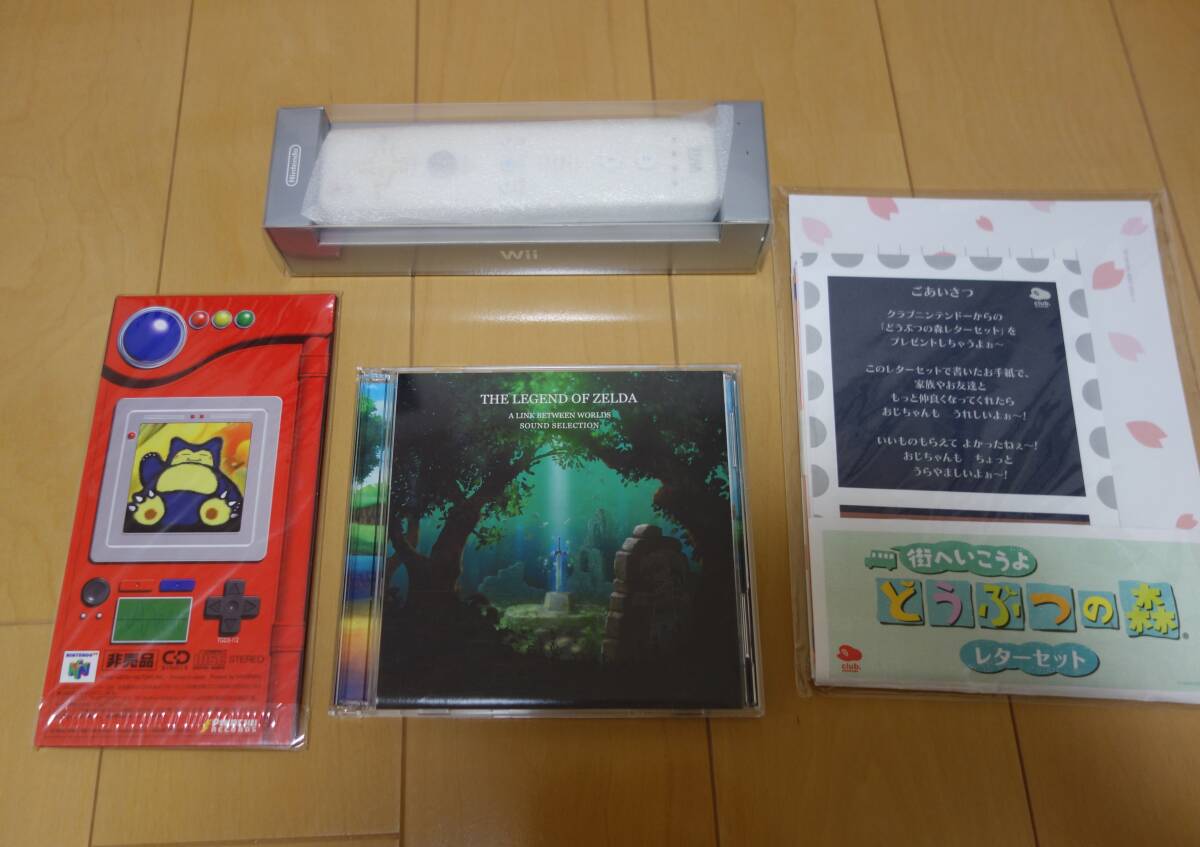 Nintendo
Wii
NINTENDO 64
非売品
CD SINGLE
DISC
STEREO
RECORDS
THE LEGEND OF ZELDA
A LINK BETWEEN WORLDS
SOUND SELECTION
ごあいさつ
club.
クラブニンテンドーからの
「どうぶつの森レターセット」を
プレゼントしちゃうよぉ〜
このレターセットで書いたお手紙で、
家族やお友達と
もっと仲良くなってくれたら
おじちゃんも うれしいよぉ〜!
いいものもらえて よかったねぇ〜!
おじちゃんも ちょっと
うらやましいよぉ〜!
街へいこうよ
どうぶつの森
レターセット
club.